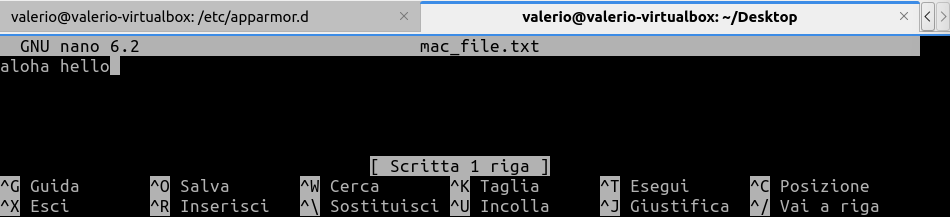 valerio@valerio-virtualbox: /etc/apparmor.d × valerio@valerio-virtualbox: ~/Desktop × < >
GNU nano 6.2 mac_file.txt
aloha hello
[ Scritta 1 riga ]
^G Guida ^O Salva ^W Cerca ^K Taglia ^T Esegui ^C Posizione
^X Esci ^R Inserisci ^\ Sostituisci ^U Incolla ^J Giustifica ^/ Vai a riga